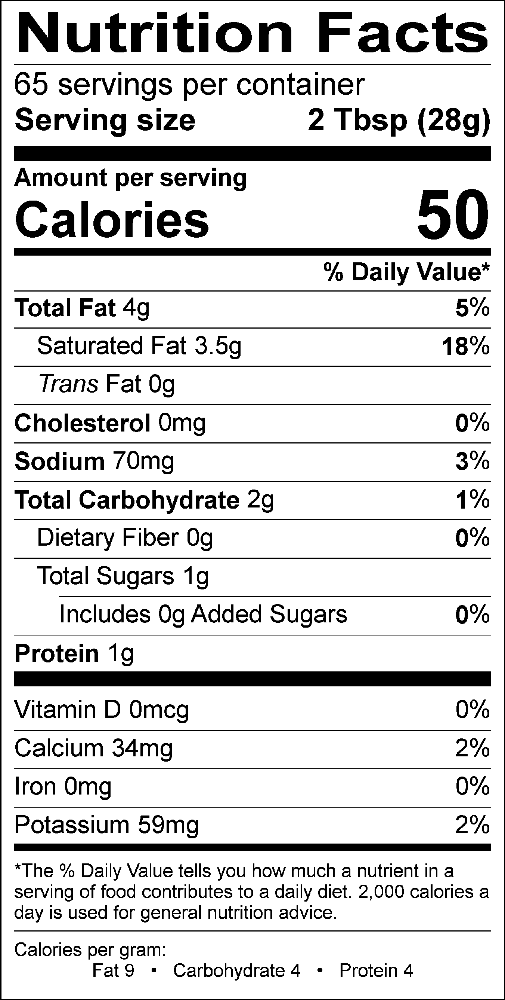 Nutrition Facts
65 servings per container
Serving size 2 Tbsp (28g)
Amount per serving
Calories 50
% Daily Value*
Total Fat 4g 5%
Saturated Fat 3.5g 18%
Trans Fat 0g
Cholesterol 0mg 0%
Sodium 70mg 3%
Total Carbohydrate 2g 1%
Dietary Fiber 0g 0%
Total Sugars 1g
Includes 0g Added Sugars 0%
Protein 1g
Vitamin D 0mcg 0%
Calcium 34mg 2%
Iron 0mg 0%
Potassium 59mg 2%
*The % Daily Value tells you how much a nutrient in a
serving of food contributes to a daily diet. 2,000 calories a
day is used for general nutrition advice.
Calories per gram:
Fat 9 • Carbohydrate 4 • Protein 4